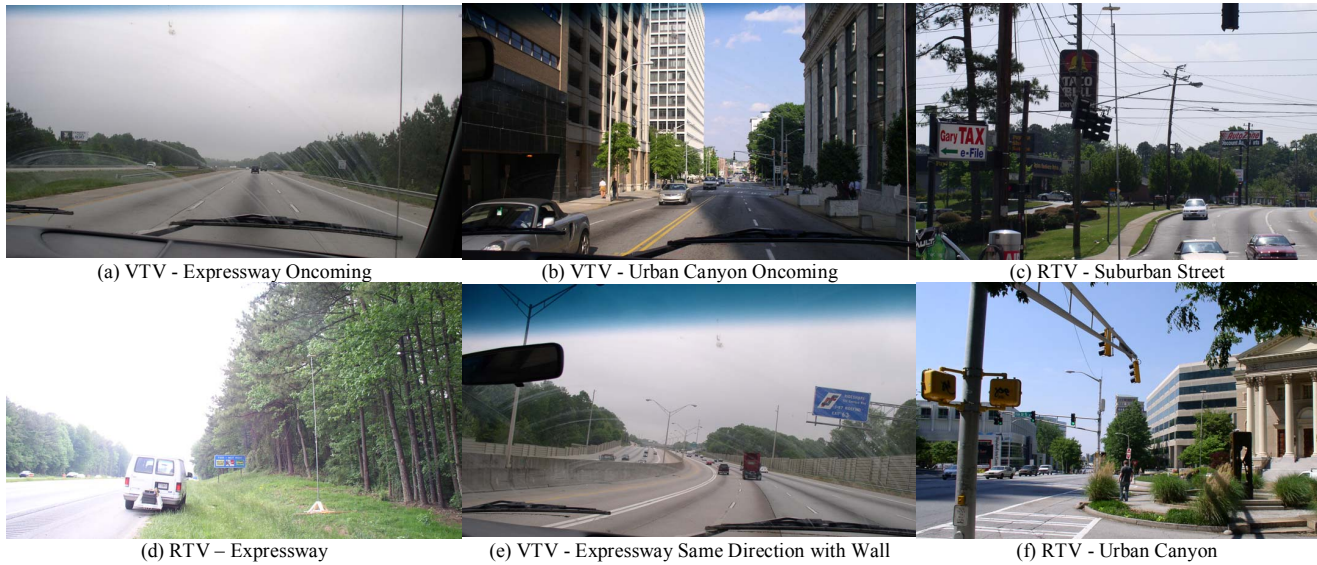 (a) VTV - Expressway Oncoming
(b) VTV - Urban Canyon Oncoming
TACO
BELL
Gary TAX
e-File
AutoZone
(c) RTV - Suburban Street
(d) RTV – Expressway
(e) VTV - Expressway Same Direction with Wall
(f) RTV - Urban Canyon